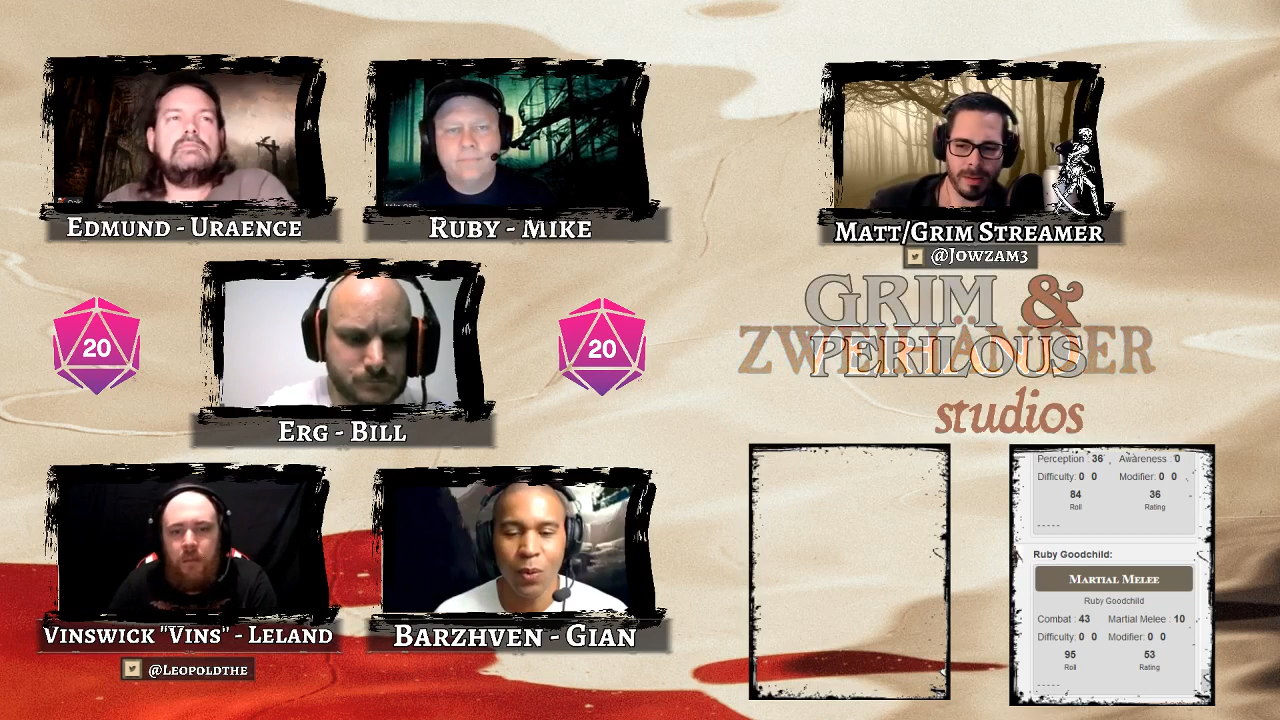 EDMUND - URAENCE
RUBY - MIKE
MATT/GRIM STREAMER
@JOWZAM3
GRIM &
PERILOUS
ZWEIHÄNDER
studios
20
20
ERG - BILL
VINSWICK "VINS" - LELAND
@LEOPOLDTHE
BARZHVEN - GIAN
Perception : 36 Awareness : 0
Difficulty: 0 0 Modifier: 0 0
84 36
Roll Rating
-----
Ruby Goodchild:
MARTIAL MELEE
Ruby Goodchild
Combat : 43 Martial Melee : 10
Difficulty: 0 0 Modifier: 0 0
95 53
Roll Rating
-----